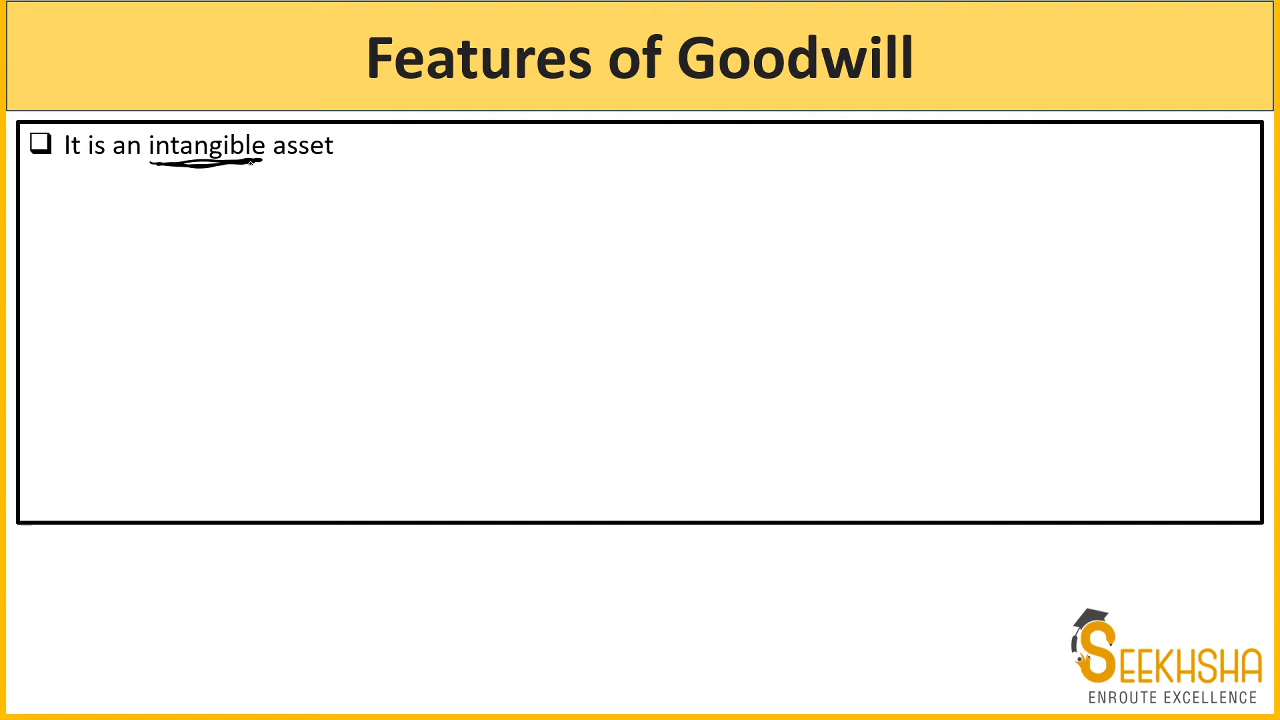 Features of Goodwill
It is an intangible asset
SEEKHSHA
ENROUTE EXCELLENCE